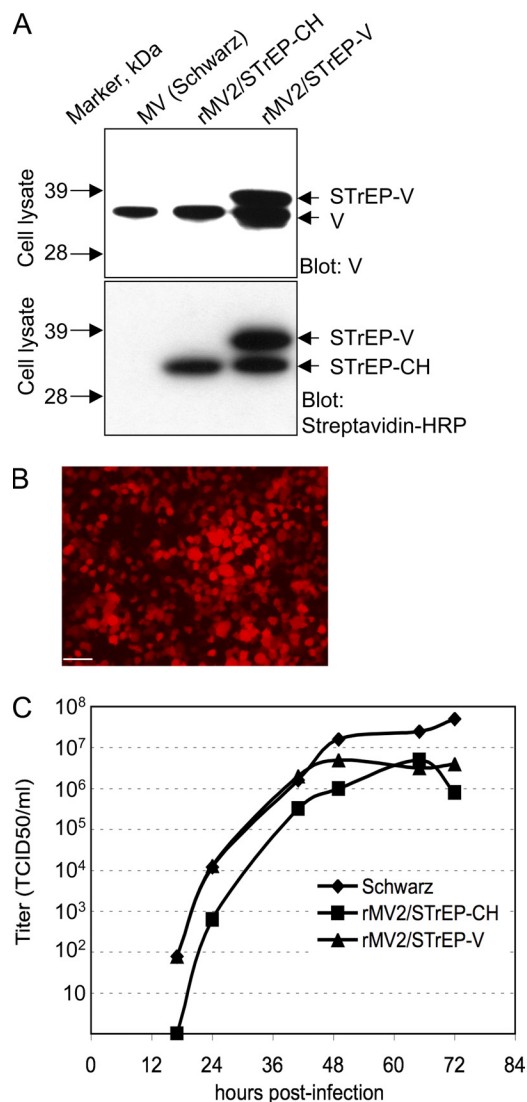 A
Marker, kDa
MV (Schwarz)
rMV2/STrEP-CH
rMV2/STrEP-V
Cell lysate
39
28
STrEP-V
V
Blot: V
Cell lysate
39
28
STrEP-V
STrEP-CH
Blot:
Streptavidin-HRP
B
C
Titer (TCID50/ml)
10⁸
10⁷
10⁶
10⁵
10⁴
10³
10²
10
Schwarz
rMV2/STrEP-CH
rMV2/STrEP-V
0 12 24 36 48 60 72 84
hours post-infection